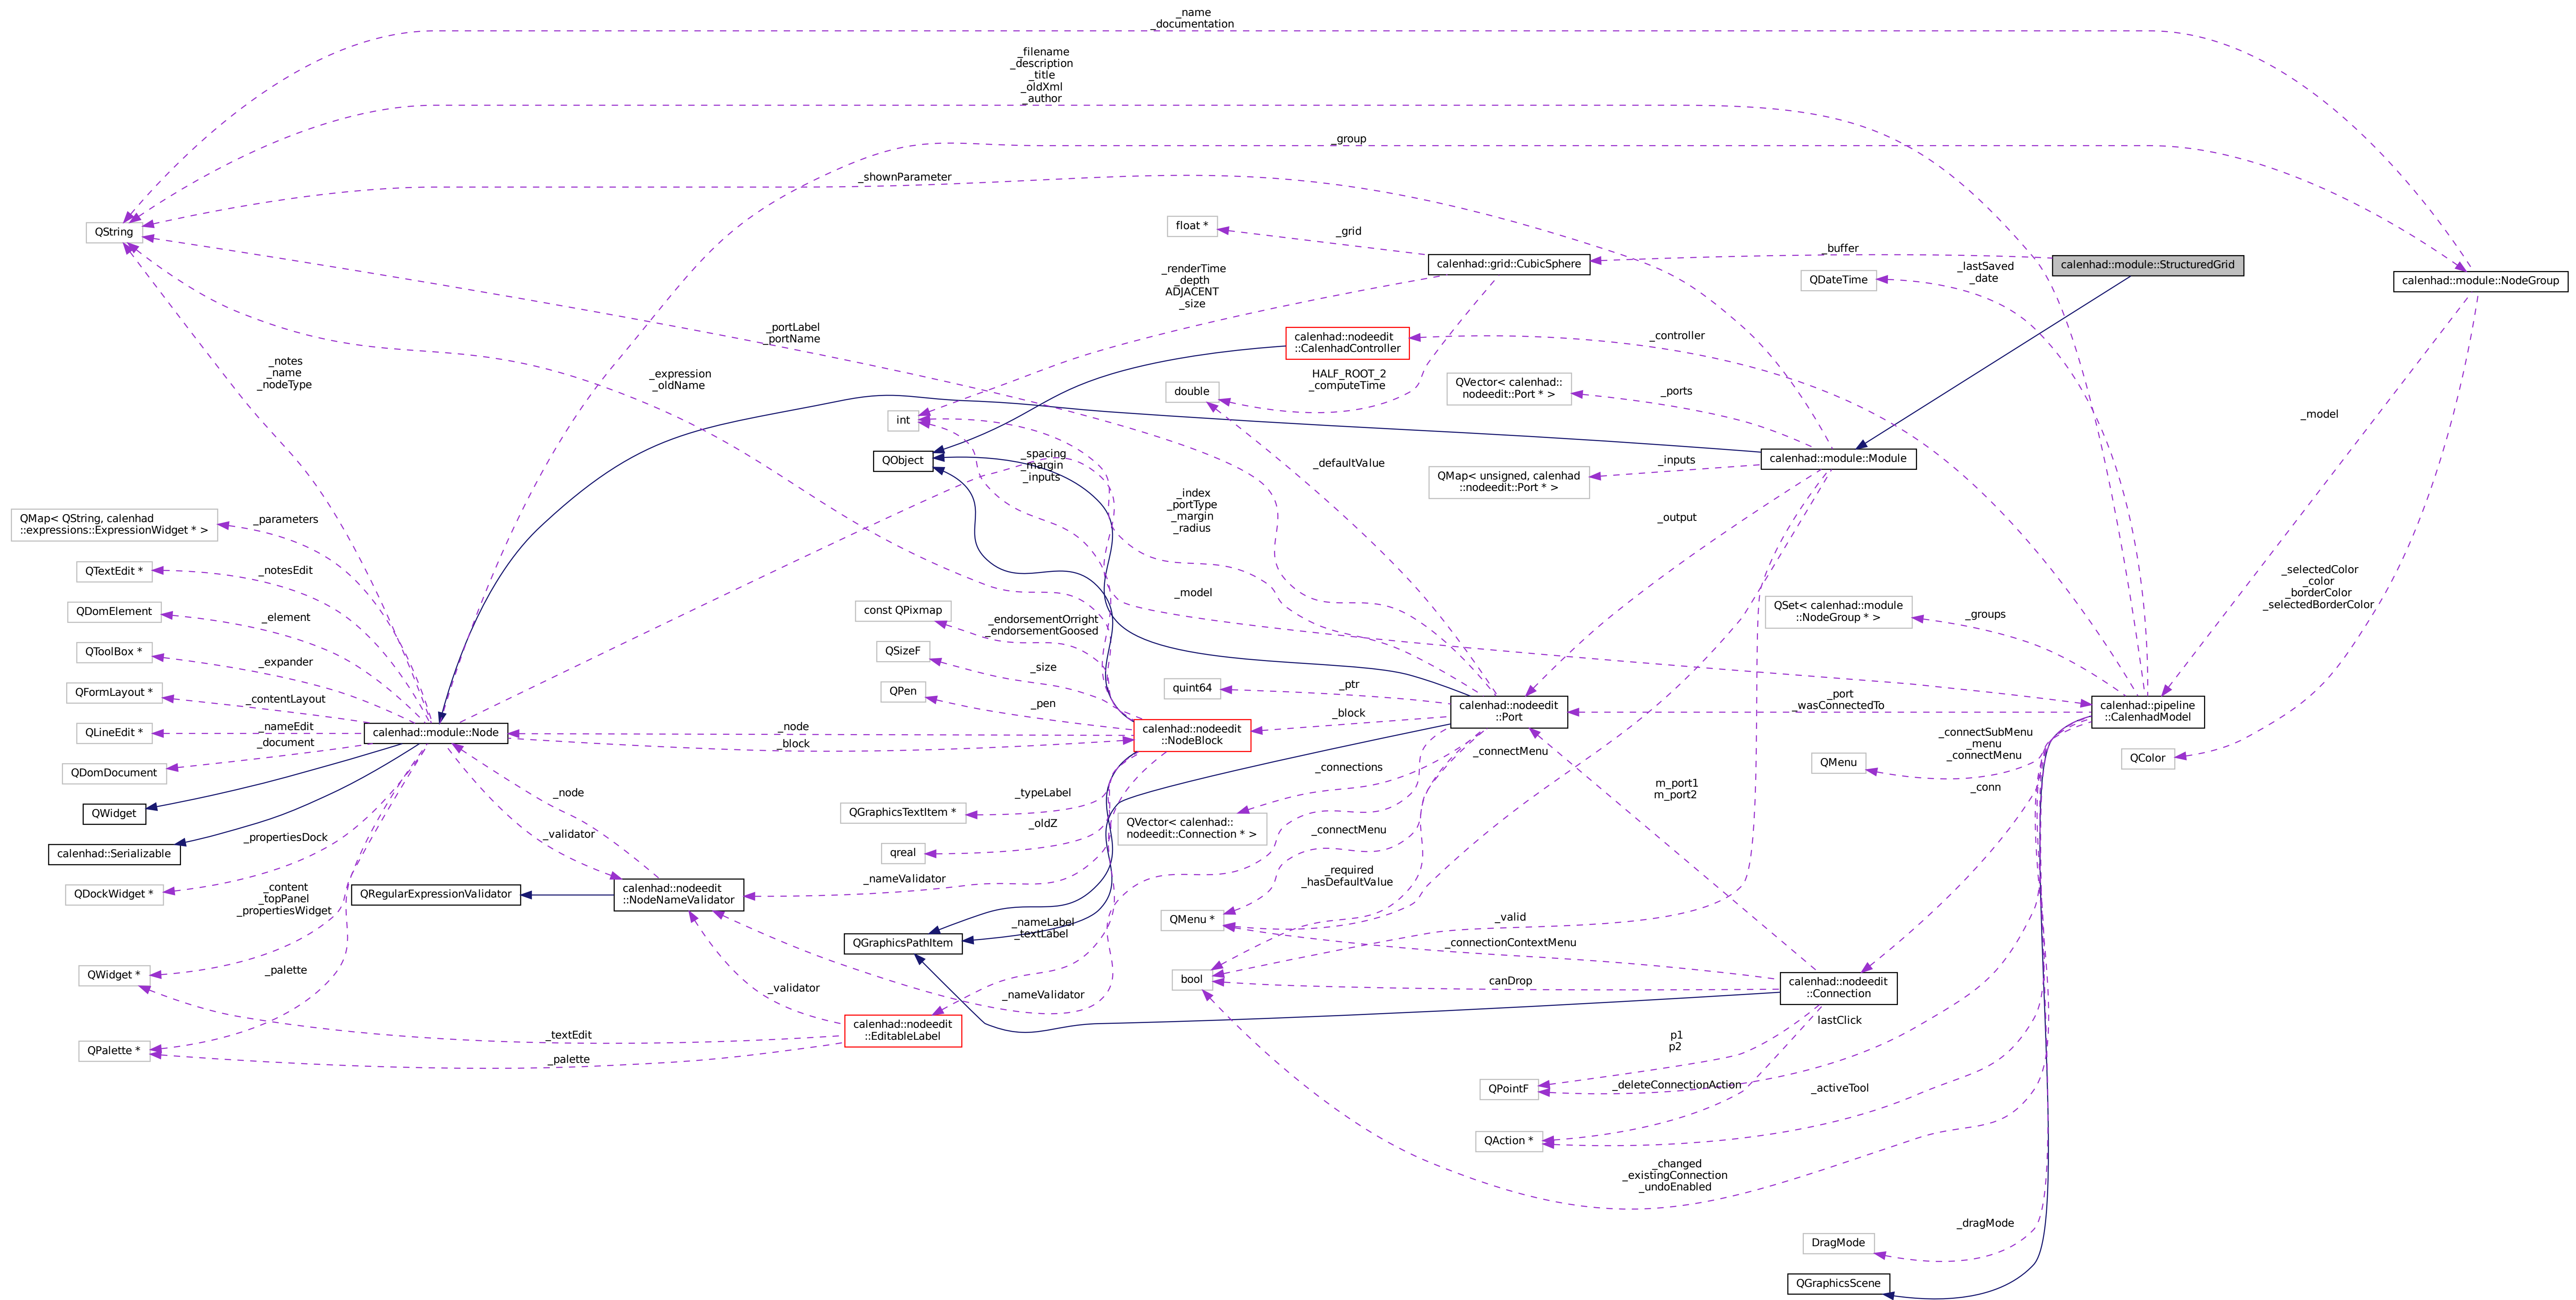 _name
_documentation
_filename
_description
_title
_oldXml
_author
_group
_shownParameter
QString
float *
_grid
calenhad::grid::CubicSphere
_buffer
calenhad::module::StructuredGrid
_lastSaved
_date
QDateTime
calenhad::module::NodeGroup
_renderTime
_depth
ADJACENT
_size
_portLabel
_portName
calenhad::nodeedit
::CalenhadController
_controller
_notes
_name
_nodeType
_expression
_oldName
HALF_ROOT_2
_computeTime
double
QVector< calenhad::
nodeedit::Port * >
_ports
_model
int
QObject
_spacing
_margin
_inputs
_defaultValue
calenhad::module::Module
_inputs
QMap< unsigned, calenhad
::nodeedit::Port * >
_index
_portType
_margin
_radius
_output
QMap< QString, calenhad
::expressions::ExpressionWidget * >
_parameters
QTextEdit *
_notesEdit
QDomElement
_element
const QPixmap
_endorsementOrright
_endorsementGoosed
_model
QSet< calenhad::module
::NodeGroup * >
_groups
_selectedColor
_color
_borderColor
_selectedBorderColor
QToolBox *
_expander
QSizeF
_size
QFormLayout *
_contentLayout
QPen
_pen
quint64
_ptr
calenhad::nodeedit
::Port
_port
_wasConnectedTo
calenhad::pipeline
::CalenhadModel
QLineEdit *
_nameEdit
calenhad::module::Node
_node
_block
calenhad::nodeedit
::NodeBlock
_block
_connectMenu
_document
QDomDocument
_connectSubMenu
_menu
_connectMenu
QMenu
QColor
_connections
m_port1
m_port2
_conn
QWidget
_node
_typeLabel
QGraphicsTextItem *
_oldZ
QVector< calenhad::
nodeedit::Connection * >
_connectMenu
calenhad::Serializable
_propertiesDock
_validator
qreal
QDockWidget *
QRegularExpressionValidator
calenhad::nodeedit
::NodeNameValidator
_nameValidator
_required
_hasDefaultValue
_content
_topPanel
_propertiesWidget
QGraphicsPathItem
_nameLabel
_textLabel
QMenu *
_valid
_connectionContextMenu
QWidget *
_palette
_validator
_nameValidator
bool
canDrop
calenhad::nodeedit
::Connection
calenhad::nodeedit
::EditableLabel
lastClick
_textEdit
QPalette *
_palette
p1
p2
QPointF
_deleteConnectionAction
_activeTool
QAction *
_changed
_existingConnection
_undoEnabled
_dragMode
DragMode
QGraphicsScene